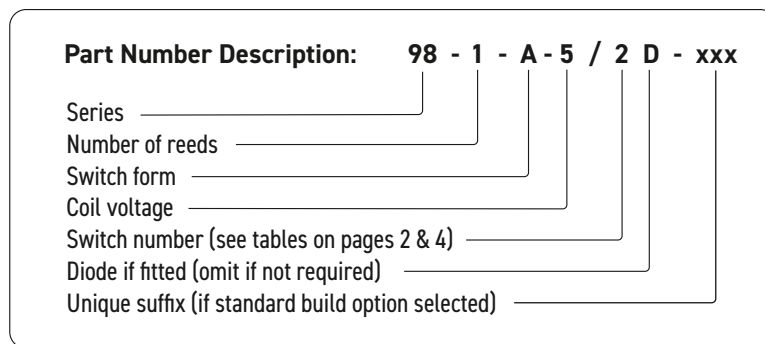 Part Number Description: 98 - 1 - A - 5 / 2 D - xxx
Series
Number of reeds
Switch form
Coil voltage
Switch number (see tables on pages 2 & 4)
Diode if fitted (omit if not required)
Unique suffix (if standard build option selected)